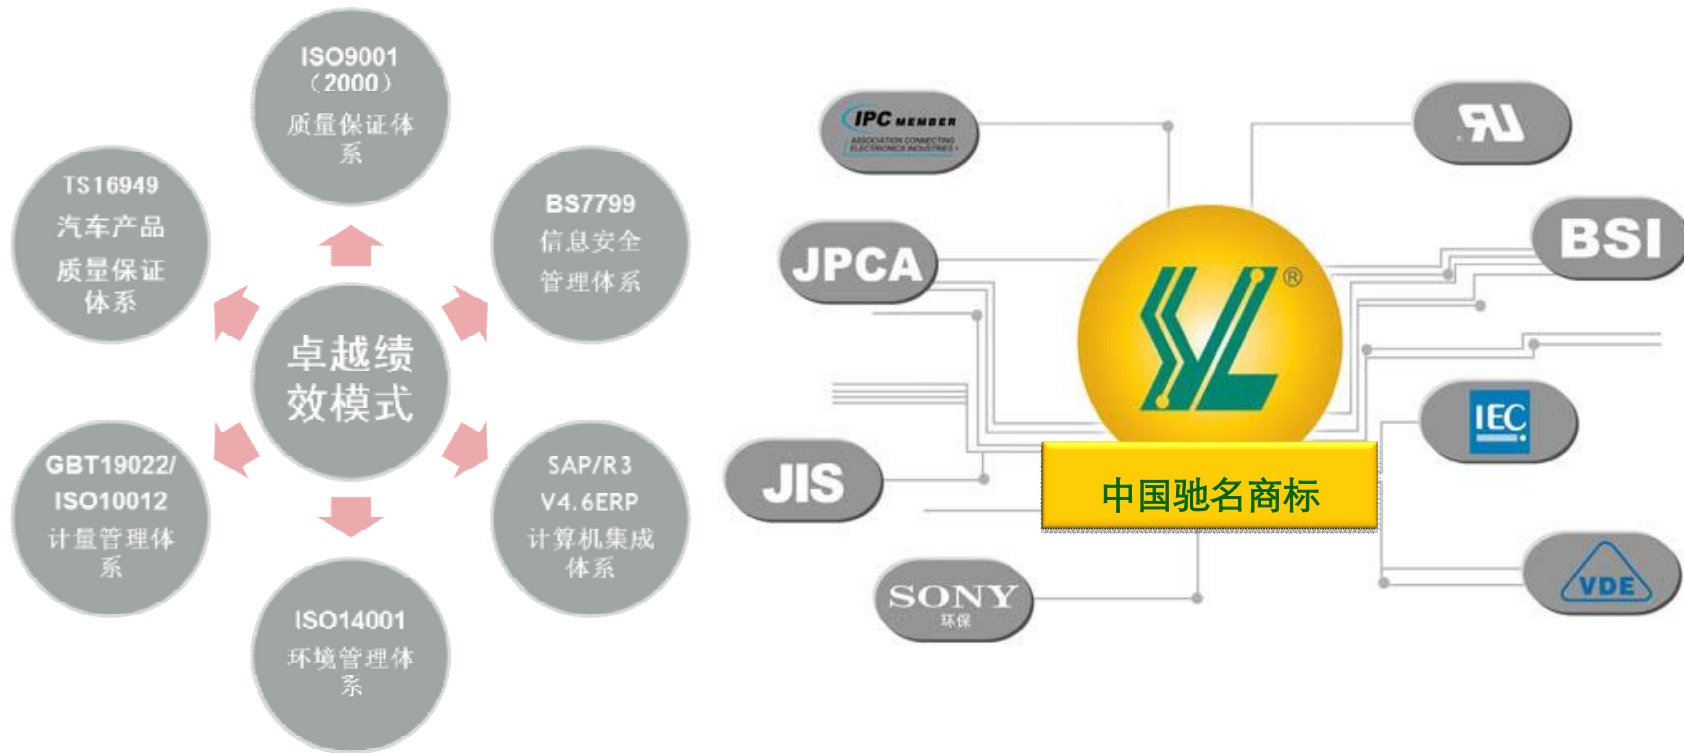 ISO9001
（2000）
质量保证体
系
TS16949
汽车产品
质量保证
体系
BS7799
信息安全
管理体系
卓越绩
效模式
GBT19022/
ISO10012
计量管理体
系
SAP/R3
V4.6ERP
计算机集成
体系
ISO14001
环境管理体
系
IPC MEMBER
ASSOCIATION CONNECTING
ELECTRONICS INDUSTRIES®
JPCA
BSI
®
IEC
JIS
中国驰名商标
SONY
环保
VDE